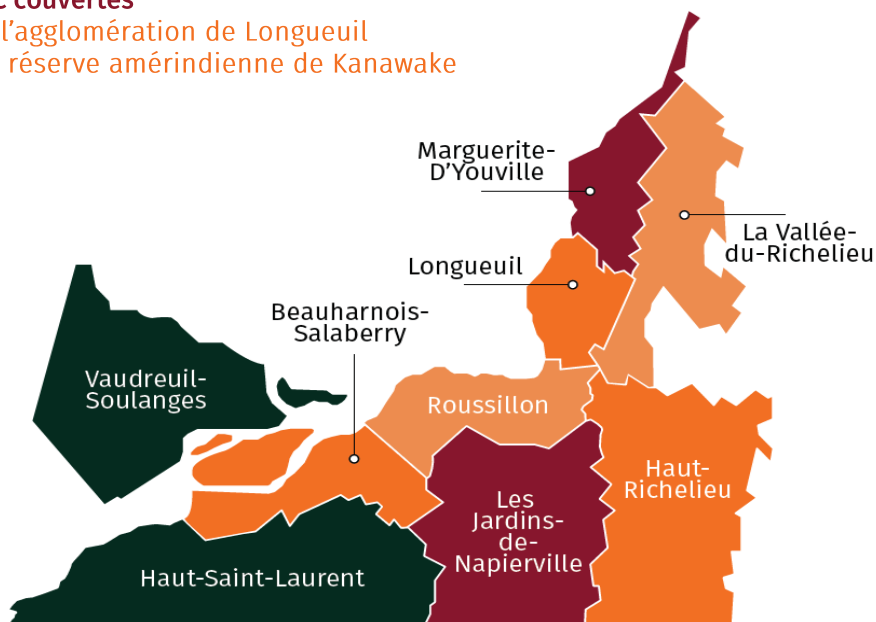 couvertes
l'agglomération de Longueuil
réserve amérindienne de Kanawake
Marguerite-
D'Youville
La Vallée-
du-Richelieu
Longueuil
Beauharnois-
Salaberry
Vaudreuil-
Soulanges
Roussillon
Haut-
Richelieu
Les
Jardins-
de-
Napierville
Haut-Saint-Laurent